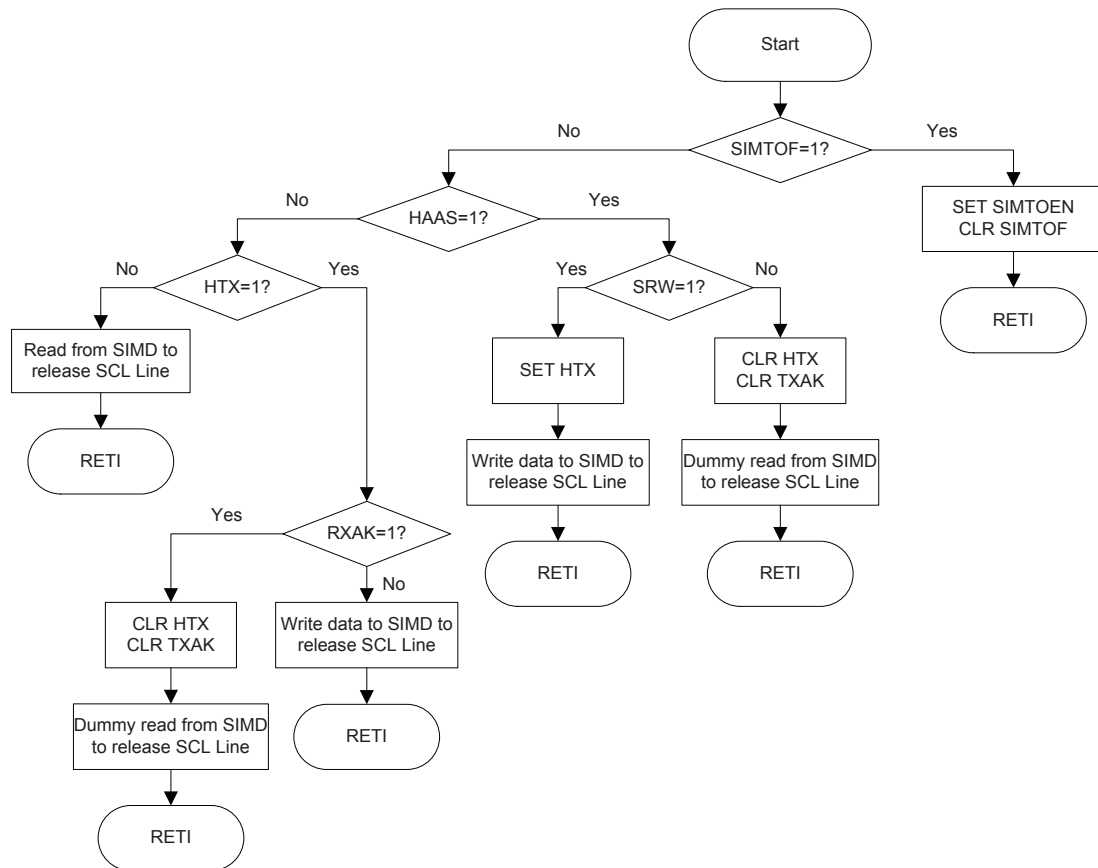 Start
No
Yes
SIMTOF=1?
No
Yes
HAAS=1?
SET SIMTOEN
CLR SIMTOF
No
Yes
Yes
No
HTX=1?
SRW=1?
RETI
Read from SIMD to
release SCL Line
SET HTX
CLR HTX
CLR TXAK
RETI
Write data to SIMD to
release SCL Line
Dummy read from SIMD
to release SCL Line
Yes
RXAK=1?
RETI
RETI
No
CLR HTX
CLR TXAK
Write data to SIMD to
release SCL Line
Dummy read from SIMD
to release SCL Line
RETI
RETI